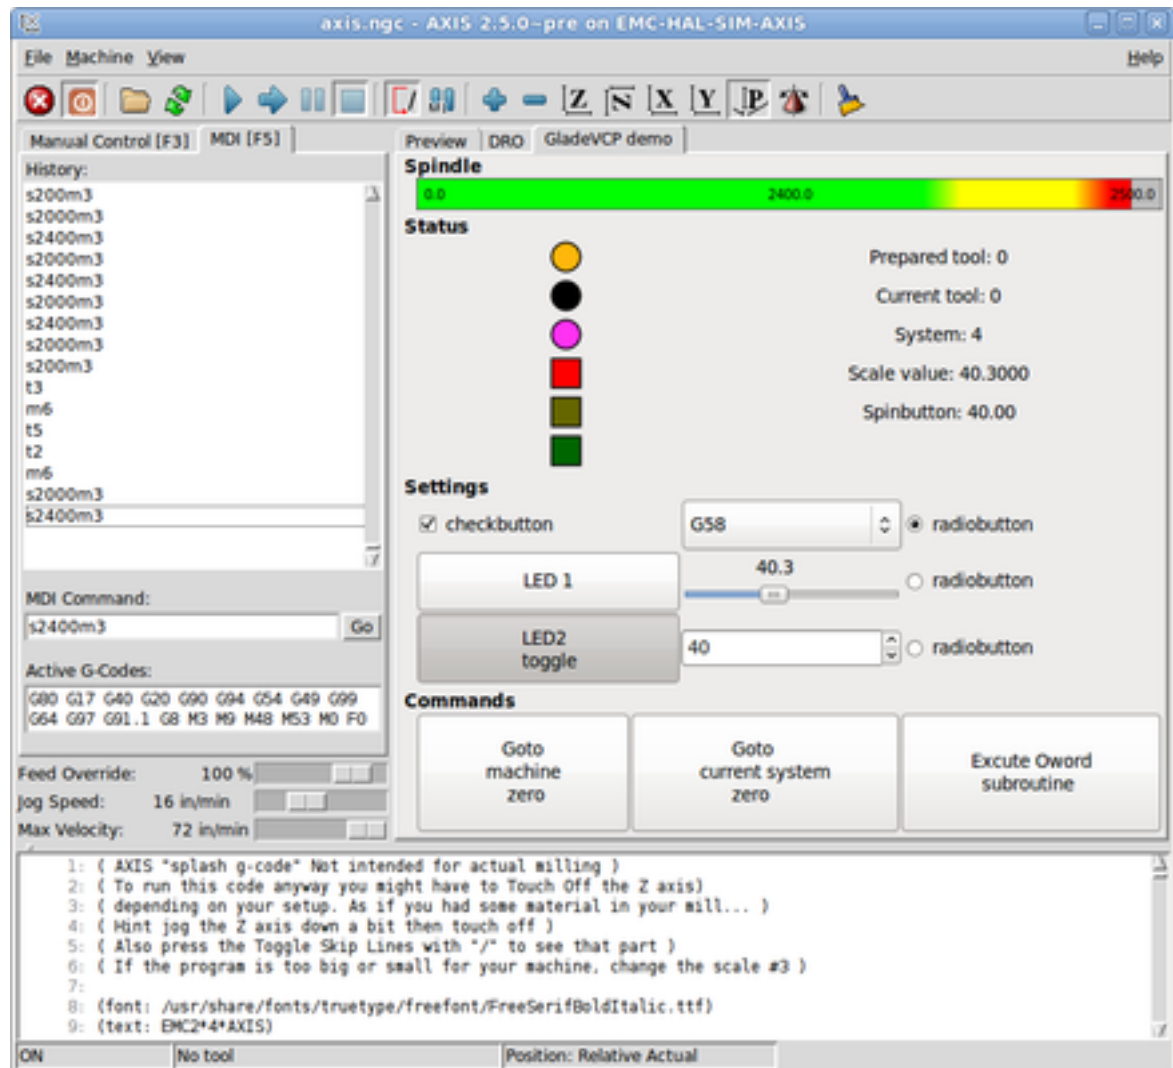 axis.ngc - AXIS 2.5.0~pre on EMC-HAL-SIM-AXIS
File Machine View Help
Z N X Y P
Manual Control [F3] MDI [F5]
History:
s200m3
s2000m3
s2400m3
s2000m3
s2400m3
s2000m3
s2400m3
s2000m3
s200m3
t3
m6
t5
t2
m6
s2000m3
s2400m3
MDI Command:
s2400m3 Go
Active G-Codes:
G80 G17 G40 G20 G90 G94 G54 G49 G99
G64 G97 G91.1 G8 M3 M9 M48 M53 M0 F0
Feed Override: 100 %
Jog Speed: 16 in/min
Max Velocity: 72 in/min
Preview DRO GladeVCP demo
Spindle
0.0 2400.0 2500.0
Status
Prepared tool: 0
Current tool: 0
System: 4
Scale value: 40.3000
Spinbutton: 40.00
Settings
checkbutton G58 radiobutton
LED 1 40.3 radiobutton
LED2
toggle
40 radiobutton
Commands
Goto
machine
zero
Goto
current system
zero
Excute Oword
subroutine
1: ( AXIS "splash g-code" Not intended for actual milling )
2: ( To run this code anyway you might have to Touch Off the Z axis)
3: ( depending on your setup. As if you had some material in your mill... )
4: ( Hint jog the Z axis down a bit then touch off )
5: ( Also press the Toggle Skip Lines with "/" to see that part )
6: ( If the program is too big or small for your machine, change the scale #3 )
7:
8: (font: /usr/share/fonts/truetype/freefont/FreeSerifBoldItalic.ttf)
9: (text: EMC2*4*AXIS)
ON No tool Position: Relative Actual